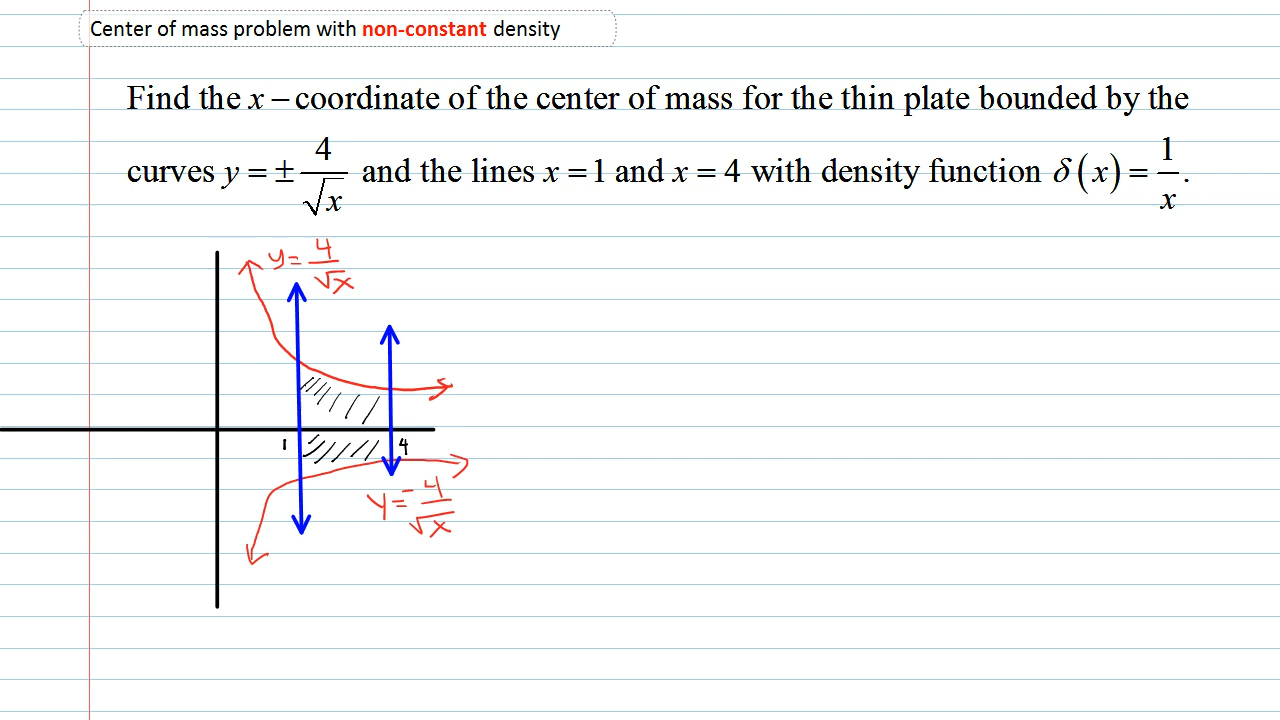 Center of mass problem with non-constant density
Find the x – coordinate of the center of mass for the thin plate bounded by the
curves y = ± 4/√x and the lines x = 1 and x = 4 with density function δ(x) = 1/x.
y = 4/√x
1
4
y = -4/√x